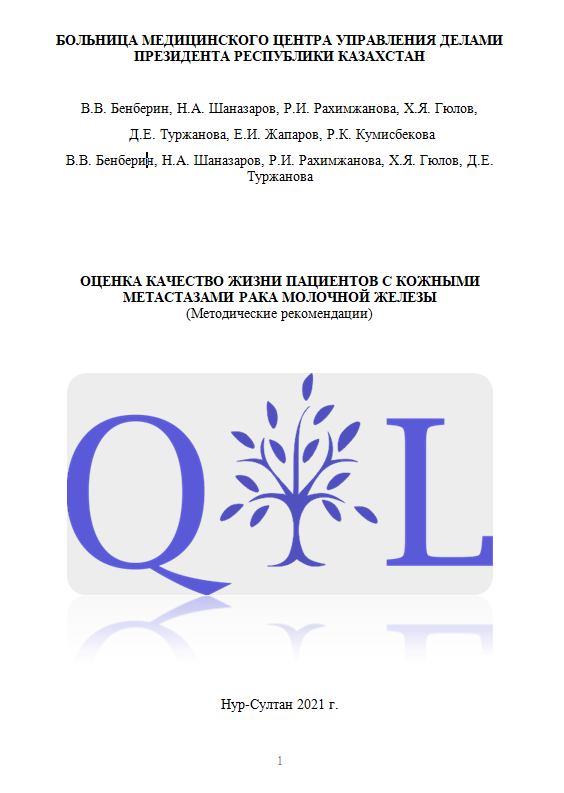 БОЛЬНИЦА МЕДИЦИНСКОГО ЦЕНТРА УПРАВЛЕНИЯ ДЕЛАМИ
ПРЕЗИДЕНТА РЕСПУБЛИКИ КАЗАХСТАН
В.В. Бенберин, Н.А. Шаназаров, Р.И. Рахимжанова, Х.Я. Гюлов,
Д.Е. Туржанова, Е.И. Жапаров, Р.К. Кумисбекова
В.В. Бенберин, Н.А. Шаназаров, Р.И. Рахимжанова, Х.Я. Гюлов, Д.Е.
Туржанова
ОЦЕНКА КАЧЕСТВО ЖИЗНИ ПАЦИЕНТОВ С КОЖНЫМИ
МЕТАСТАЗАМИ РАКА МОЛОЧНОЙ ЖЕЛЕЗЫ
(Методические рекомендации)
Q L
Нур-Султан 2021 г.
1